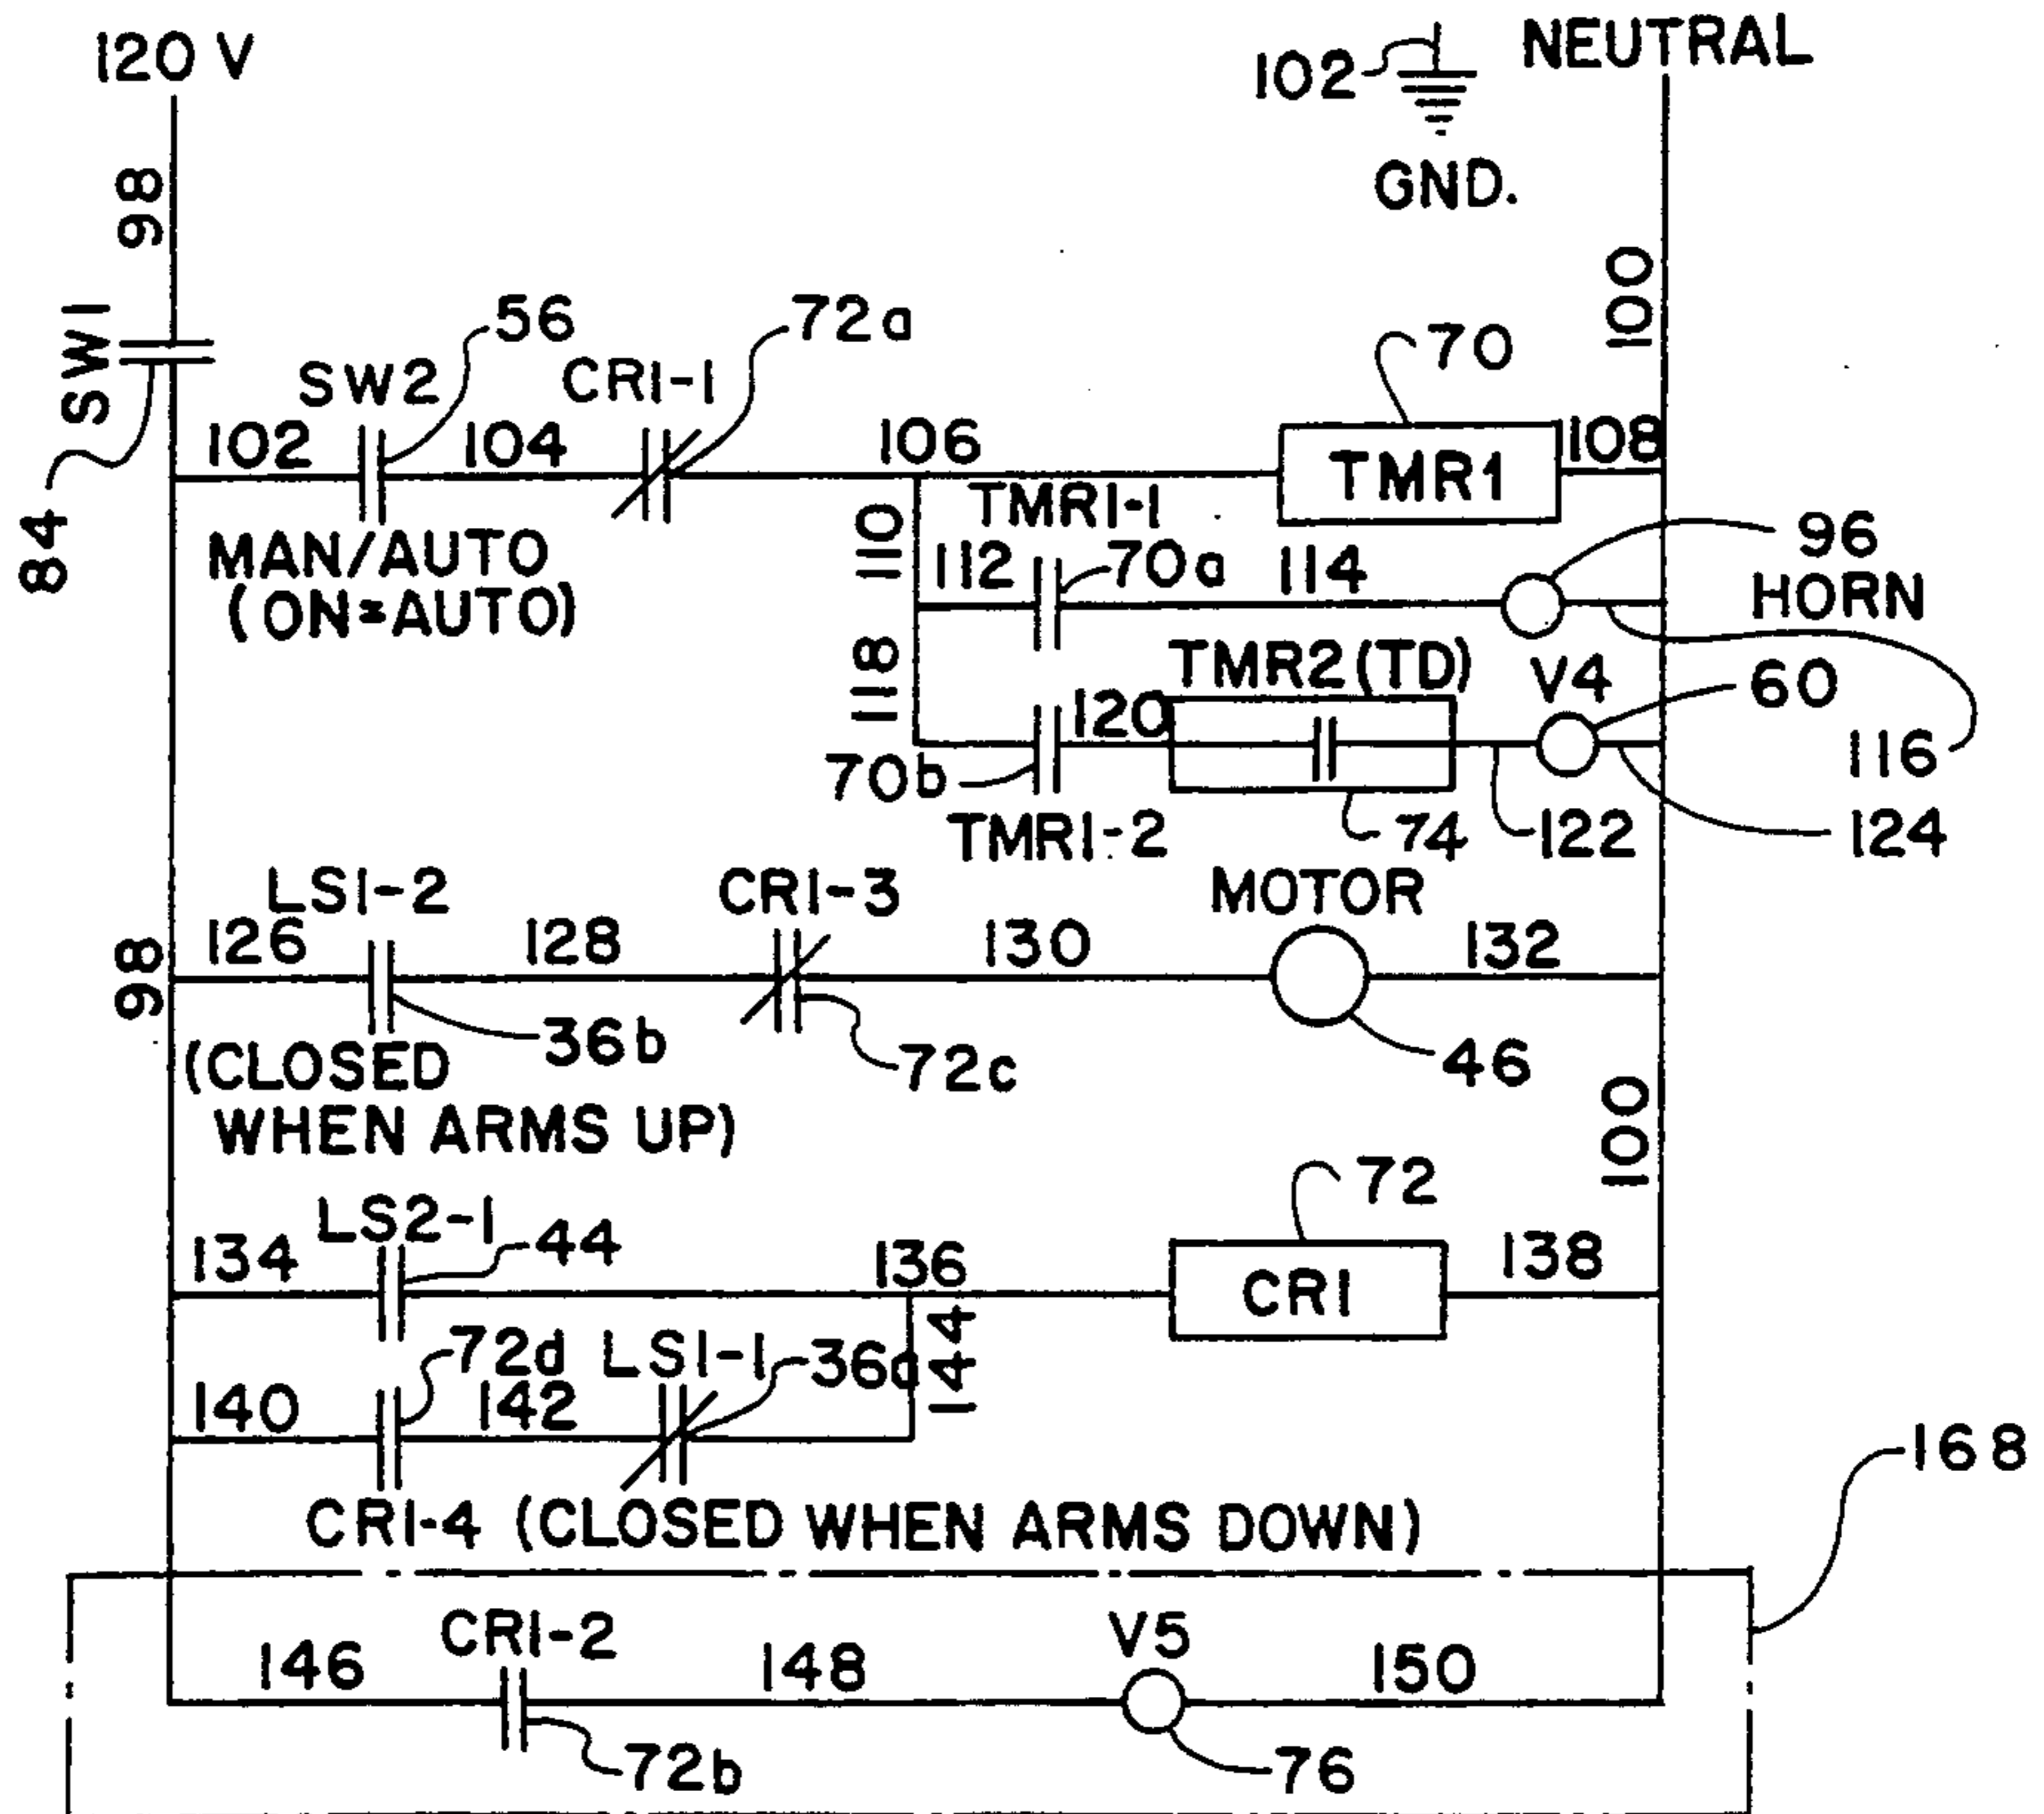 120 V
102
NEUTRAL
GND.
98
100
SW1
84
56
72a
70
SW2
CR1-1
102
104
106
TMR1
108
MAN/AUTO
(ON=AUTO)
110
TMR1-1
112
70a
114
96
HORN
118
TMR2(TD)
V4
60
120
116
70b
TMR1-2
74
122
124
LS1-2
CR1-3
MOTOR
98
126
128
130
132
36b
72c
46
(CLOSED
WHEN ARMS UP)
100
72
LS2-1
44
134
136
CR1
138
144
72d
LS1-1
36a
140
142
168
CR1-4 (CLOSED WHEN ARMS DOWN)
CR1-2
V5
146
148
150
72b
76